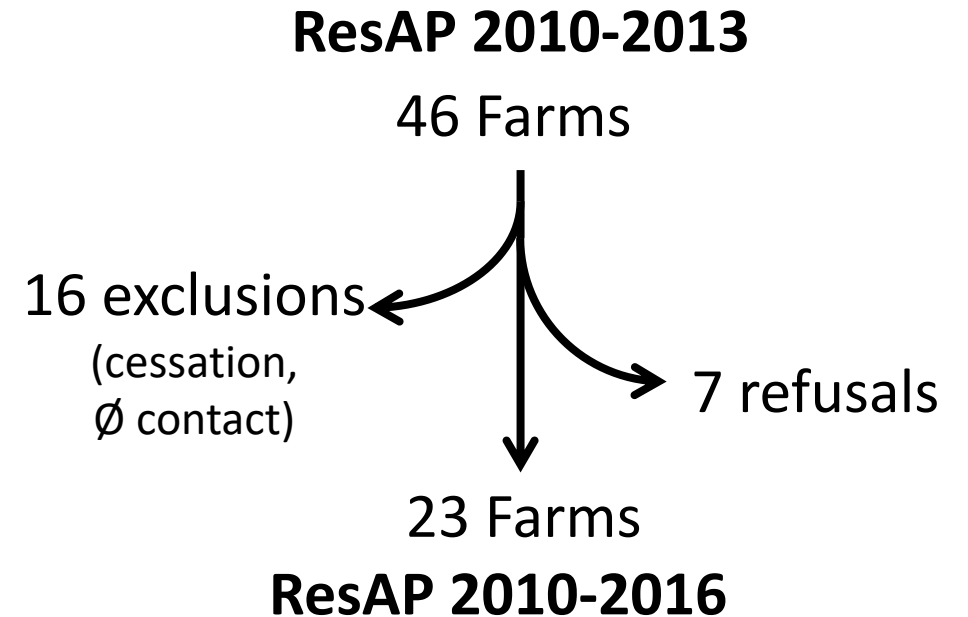 ResAP 2010-2013
46 Farms
16 exclusions
(cessation,
Ø contact)
7 refusals
23 Farms
ResAP 2010-2016